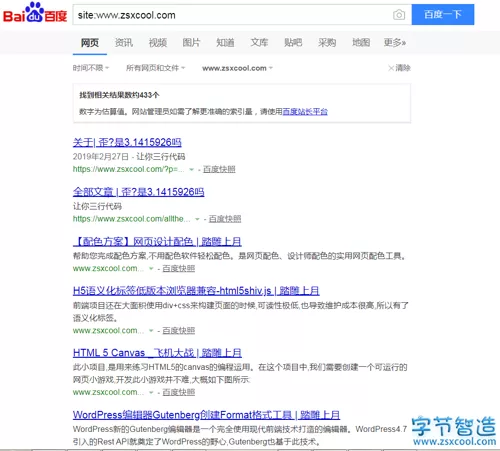 Bai百度 site:www.zsxcool.com 百度一下
网页 资讯 视频 图片 知道 文库 贴吧 采购 地图 更多»
时间不限 所有网页和文件 www.zsxcool.com ×清除
找到相关结果数约433个
数字为估算值。网站管理员如需了解更准确的索引量，请使用百度站长平台
关于| 歪?是3.1415926吗
2019年2月27日 - 让你三行代码
https://www.zsxcool.com/?p=... - 百度快照
全部文章 | 歪?是3.1415926吗
让你三行代码
https://www.zsxcool.com/allthe... - 百度快照
【配色方案】网页设计配色 | 踏雕上月
帮助您完成配色方案,不用配色软件轻松配色。是网页配色、设计师配色的实用网页配色工具。
www.zsxcool.com/... - 百度快照
H5语义化标签低版本浏览器兼容-html5shiv.js | 踏雕上月
前端项目还在大面积使用div+css来构建页面的时候,可读性极低,也导致维护成本很高,所以有了
语义化标签。
www.zsxcool.com/... - 百度快照
HTML 5 Canvas _飞机大战 | 踏雕上月
此小项目,是用来练习HTML5的canvas的编程运用。在这个项目中,我们需要创建一个可运行的
网页小游戏,开发此小游戏并不难,大概如下图所示:
www.zsxcool.com/... - 百度快照
WordPress编辑器Gutenberg创建Format格式工具 | 踏雕上月
WordPress新的Gutenberg编辑器是一个完全使用现代前端技术打造的编辑器。WordPress4.7
引入的Rest API就奠定了WordPress的野心,Gutenberg也基于此技术。
字节智造
www.zsxcool.com